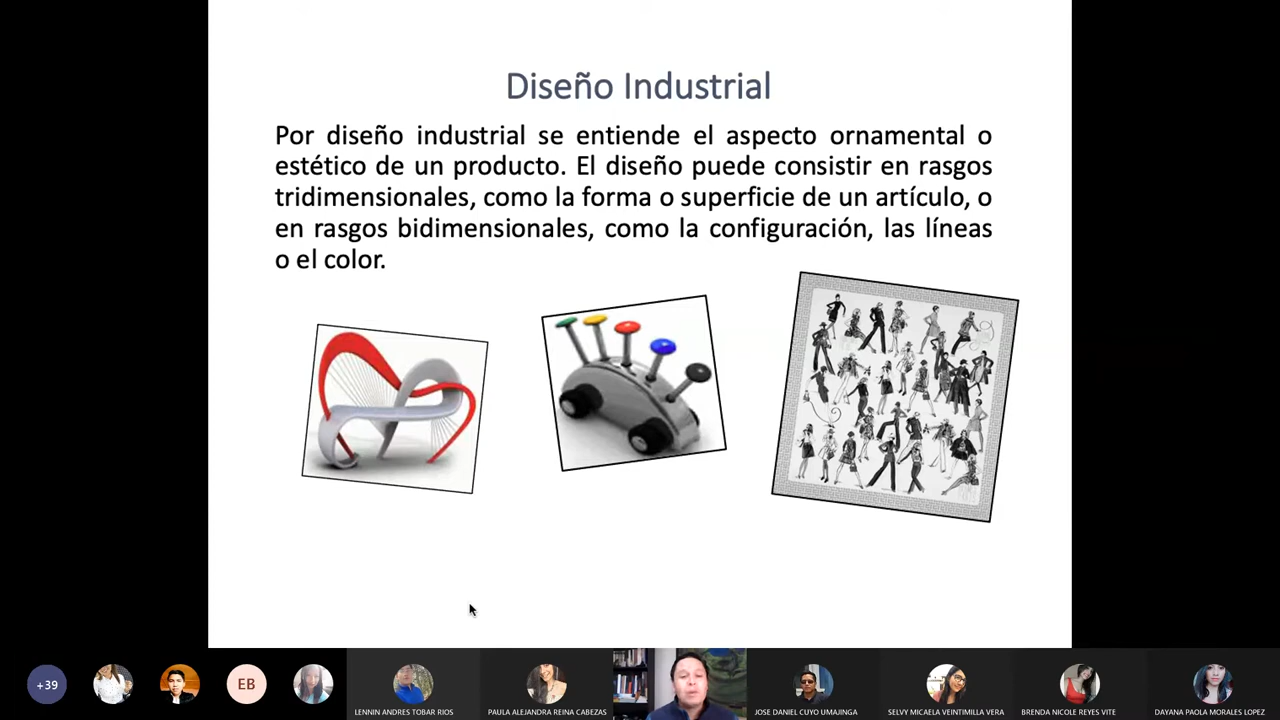 Diseño Industrial
Por diseño industrial se entiende el aspecto ornamental o
estético de un producto. El diseño puede consistir en rasgos
tridimensionales, como la forma o superficie de un artículo, o
en rasgos bidimensionales, como la configuración, las líneas
o el color.
+39
EB
LENNIN ANDRES TOBAR RIOS
PAULA ALEJANDRA REINA CABEZAS
JOSE DANIEL CUYO UMAJINGA
SELVY MICAELA VEINTIMILLA VERA
BRENDA NICOLE REYES VITE
DAYANA PAOLA MORALES LOPEZ